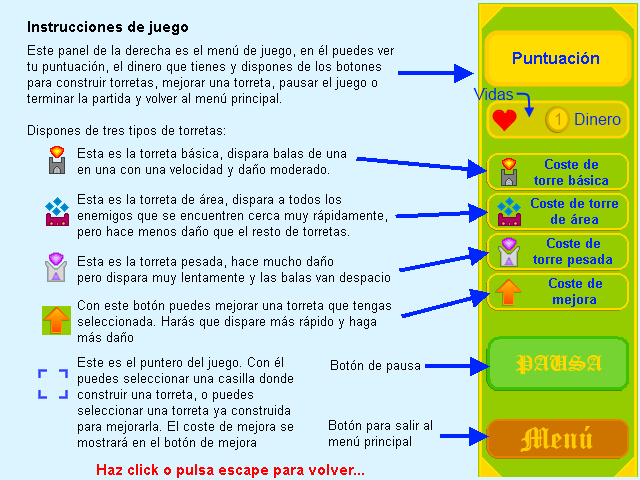 Instrucciones de juego
Este panel de la derecha es el menú de juego, en él puedes ver
tu puntuación, el dinero que tienes y dispones de los botones
para construir torretas, mejorar una torreta, pausar el juego o
terminar la partida y volver al menú principal.
Dispones de tres tipos de torretas:
Esta es la torreta básica, dispara balas de una
en una con una velocidad y daño moderado.
Esta es la torreta de área, dispara a todos los
enemigos que se encuentren cerca muy rápidamente,
pero hace menos daño que el resto de torretas.
Esta es la torreta pesada, hace mucho daño
pero dispara muy lentamente y las balas van despacio
Con este botón puedes mejorar una torreta que tengas
seleccionada. Harás que dispare más rápido y haga
más daño
Este es el puntero del juego. Con él
puedes seleccionar una casilla donde
construir una torreta, o puedes
seleccionar una torreta ya construida
para mejorarla. El coste de mejora se
mostrará en el botón de mejora
Botón de pausa
Botón para salir al
menú principal
Haz click o pulsa escape para volver...
Puntuación
Vidas
1 Dinero
Coste de
torre básica
Coste de torre
de área
Coste de
torre pesada
Coste de
mejora
PAUSA
Menú